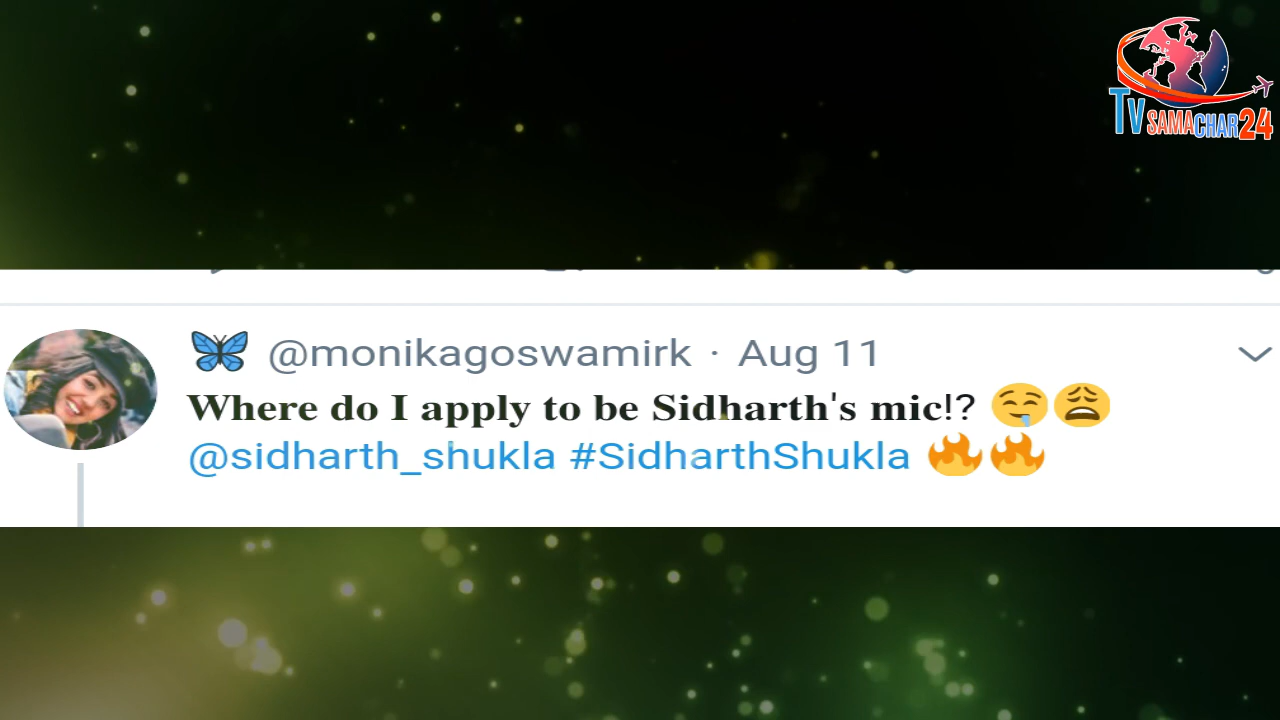 TV SAMACHAR24
🦋 @monikagoswamirk · Aug 11
Where do I apply to be Sidharth's mic!? 🤤😩
@sidharth_shukla #SidharthShukla 🔥🔥